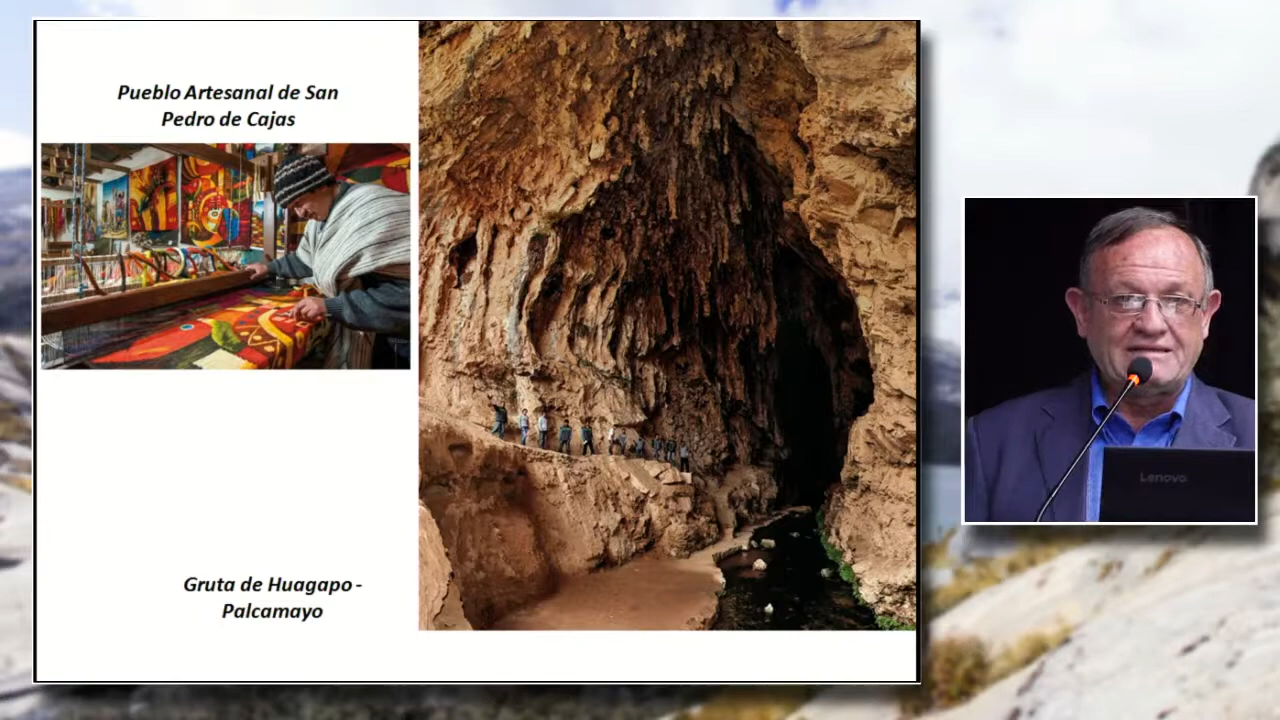 Pueblo Artesanal de San
Pedro de Cajas
Gruta de Huagapo -
Palcamayo
Lenovo